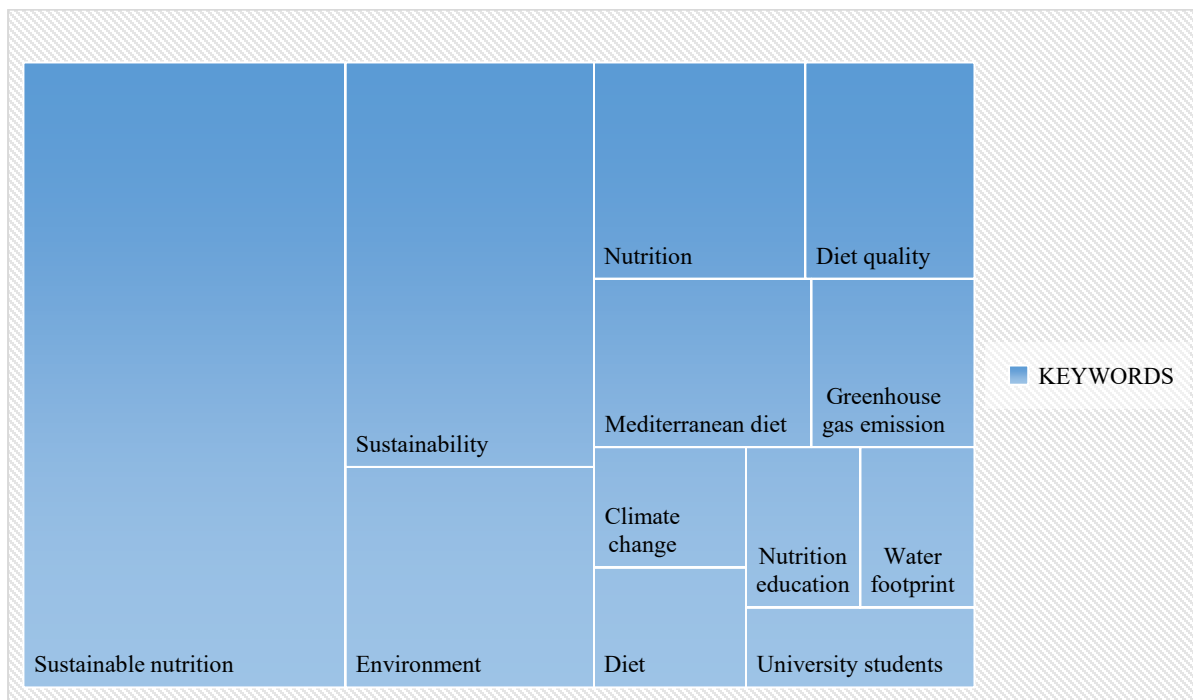 Nutrition
Diet quality
Mediterranean diet
Greenhouse
gas emission
KEYWORDS
Sustainability
Climate
change
Nutrition
education
Water
footprint
Sustainable nutrition
Environment
Diet
University students